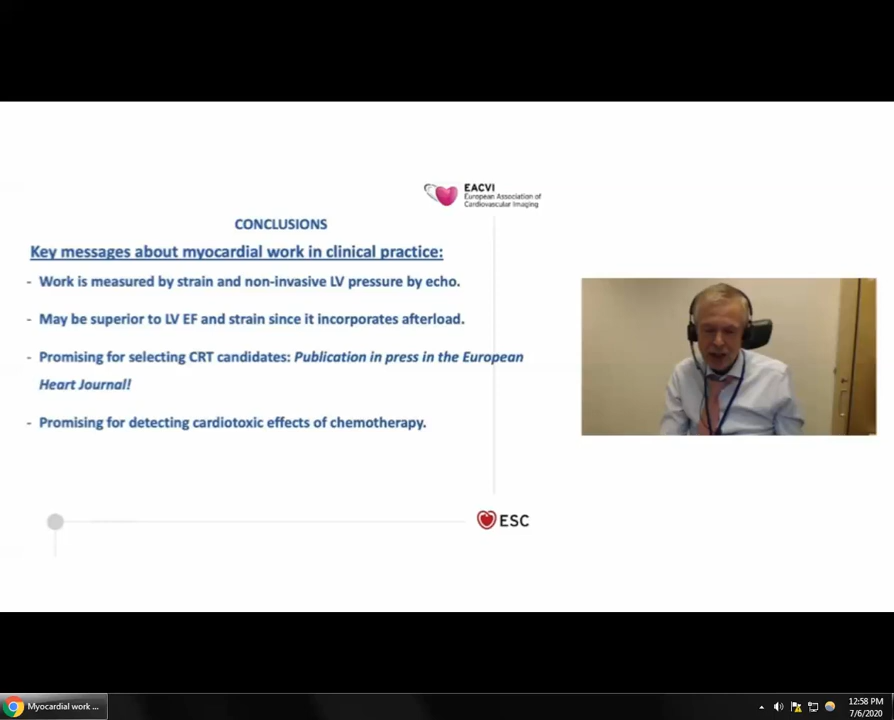 EACVI
European Association of
Cardiovascular Imaging
CONCLUSIONS
Key messages about myocardial work in clinical practice:
- Work is measured by strain and non-invasive LV pressure by echo.
- May be superior to LV EF and strain since it incorporates afterload.
- Promising for selecting CRT candidates: Publication in press in the European
Heart Journal!
- Promising for detecting cardiotoxic effects of chemotherapy.
ESC
Myocardial work ...
12:58 PM
7/6/2020